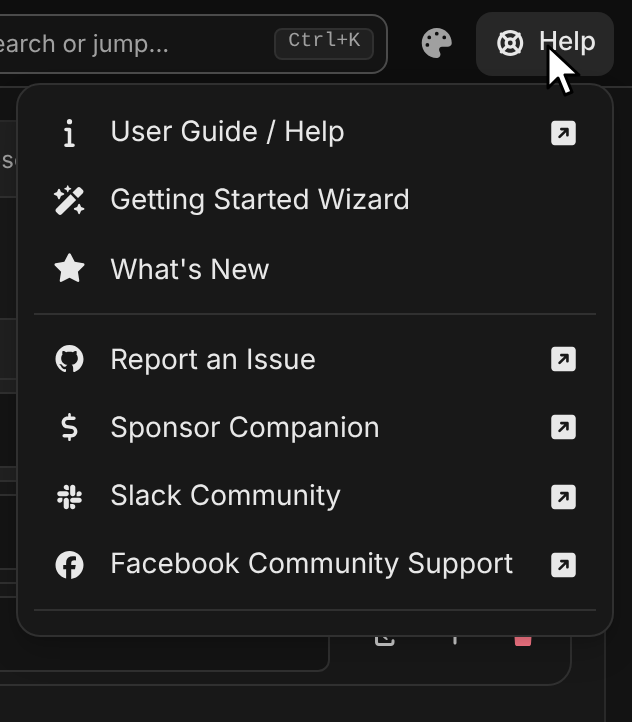 earch or jump...
Ctrl+K
Help
User Guide / Help
Getting Started Wizard
What's New
Report an Issue
Sponsor Companion
Slack Community
Facebook Community Support